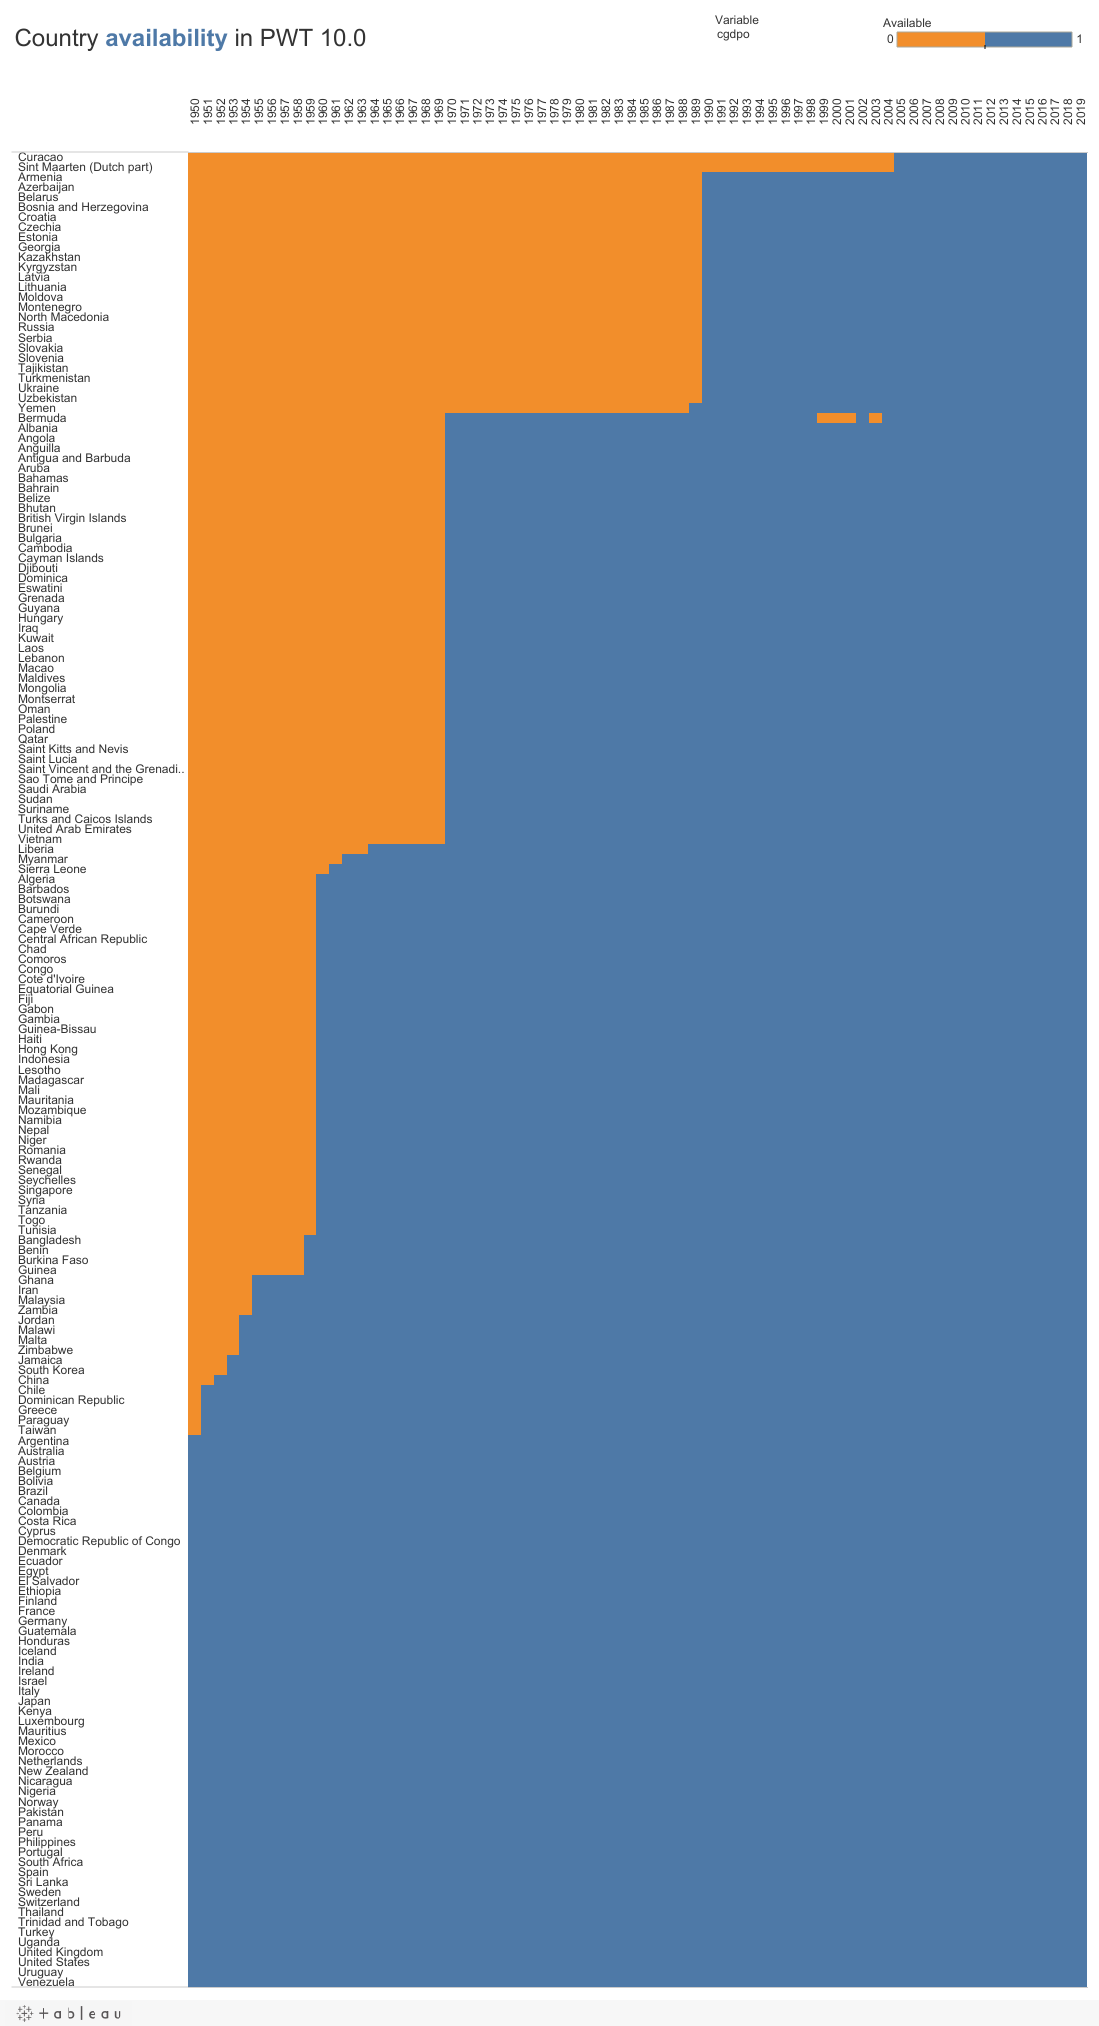 Country availability in PWT 10.0
Variable
cgdpo
Available
0 1
1950 1951 1952 1953 1954 1955 1956 1957 1958 1959 1960 1961 1962 1963 1964 1965 1966 1967 1968 1969 1970 1971 1972 1973 1974 1975 1976 1977 1978 1979 1980 1981 1982 1983 1984 1985 1986 1987 1988 1989 1990 1991 1992 1993 1994 1995 1996 1997 1998 1999 2000 2001 2002 2003 2004 2005 2006 2007 2008 2009 2010 2011 2012 2013 2014 2015 2016 2017 2018 2019
Curacao
Sint Maarten (Dutch part)
Armenia
Azerbaijan
Belarus
Bosnia and Herzegovina
Croatia
Czechia
Estonia
Georgia
Kazakhstan
Kyrgyzstan
Latvia
Lithuania
Moldova
Montenegro
North Macedonia
Russia
Serbia
Slovakia
Slovenia
Tajikistan
Turkmenistan
Ukraine
Uzbekistan
Yemen
Bermuda
Albania
Angola
Anguilla
Antigua and Barbuda
Aruba
Bahamas
Bahrain
Belize
Bhutan
British Virgin Islands
Brunei
Bulgaria
Cambodia
Cayman Islands
Djibouti
Dominica
Eswatini
Grenada
Guyana
Hungary
Iraq
Kuwait
Laos
Lebanon
Macao
Maldives
Mongolia
Montserrat
Oman
Palestine
Poland
Qatar
Saint Kitts and Nevis
Saint Lucia
Saint Vincent and the Grenadi..
Sao Tome and Principe
Saudi Arabia
Sudan
Suriname
Turks and Caicos Islands
United Arab Emirates
Vietnam
Liberia
Myanmar
Sierra Leone
Algeria
Barbados
Botswana
Burundi
Cameroon
Cape Verde
Central African Republic
Chad
Comoros
Congo
Cote d'Ivoire
Equatorial Guinea
Fiji
Gabon
Gambia
Guinea-Bissau
Haiti
Hong Kong
Indonesia
Lesotho
Madagascar
Mali
Mauritania
Mozambique
Namibia
Nepal
Niger
Romania
Rwanda
Senegal
Seychelles
Singapore
Syria
Tanzania
Togo
Tunisia
Bangladesh
Benin
Burkina Faso
Guinea
Ghana
Iran
Malaysia
Zambia
Jordan
Malawi
Malta
Zimbabwe
Jamaica
South Korea
China
Chile
Dominican Republic
Greece
Paraguay
Taiwan
Argentina
Australia
Austria
Belgium
Bolivia
Brazil
Canada
Colombia
Costa Rica
Cyprus
Democratic Republic of Congo
Denmark
Ecuador
Egypt
El Salvador
Ethiopia
Finland
France
Germany
Guatemala
Honduras
Iceland
India
Ireland
Israel
Italy
Japan
Kenya
Luxembourg
Mauritius
Mexico
Morocco
Netherlands
New Zealand
Nicaragua
Nigeria
Norway
Pakistan
Panama
Peru
Philippines
Portugal
South Africa
Spain
Sri Lanka
Sweden
Switzerland
Thailand
Trinidad and Tobago
Turkey
Uganda
United Kingdom
United States
Uruguay
Venezuela
+ableau